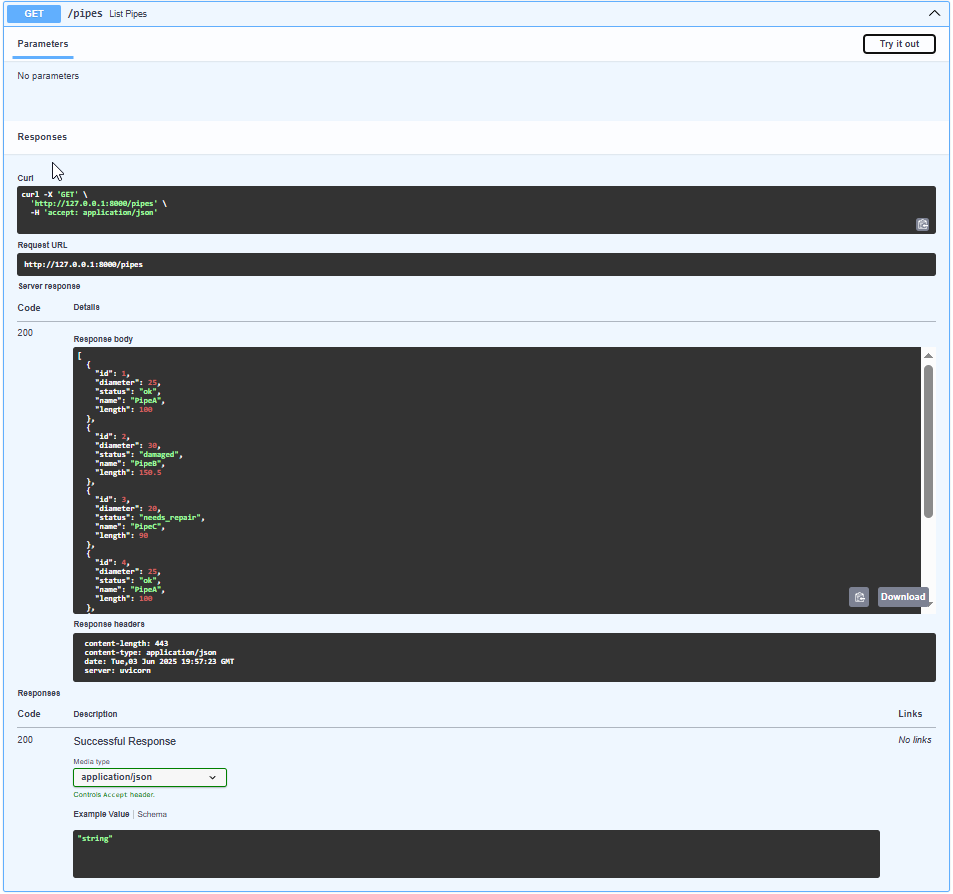 GET /pipes List Pipes
Parameters
Try it out
No parameters
Responses
Curl
curl -X 'GET' \
  'http://127.0.0.1:8000/pipes' \
  -H 'accept: application/json'
Request URL
http://127.0.0.1:8000/pipes
Server response
Code Details
200
Response body
[
  {
    "id": 1,
    "diameter": 25,
    "status": "ok",
    "name": "PipeA",
    "length": 100
  },
  {
    "id": 2,
    "diameter": 30,
    "status": "damaged",
    "name": "PipeB",
    "length": 150.5
  },
  {
    "id": 3,
    "diameter": 20,
    "status": "needs_repair",
    "name": "PipeC",
    "length": 90
  },
  {
    "id": 4,
    "diameter": 25,
    "status": "ok",
    "name": "PipeA",
    "length": 100
  },
Download
Response headers
content-length: 443
content-type: application/json
date: Tue,03 Jun 2025 19:57:23 GMT
server: uvicorn
Responses
Code Description Links
200 Successful Response No links
Media type
application/json
Controls Accept header.
Example Value | Schema
"string"